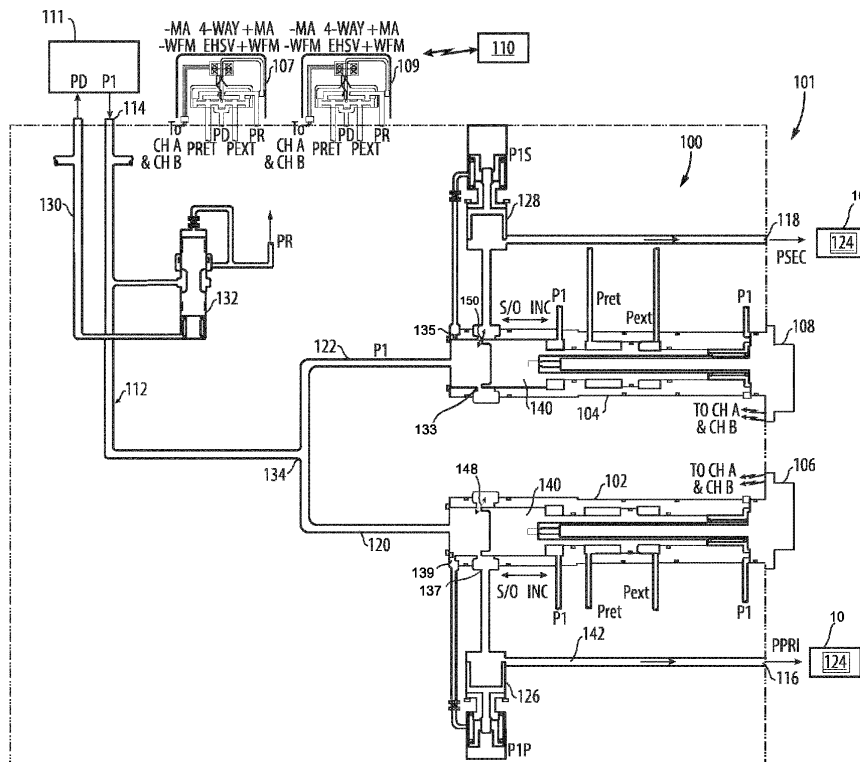 111
PD P1
114
-MA 4-WAY +MA
-WFM EHSV +WFM
107
TO
CH A
& CH B
PRET
PD
PEXT
PR
-MA 4-WAY +MA
-WFM EHSV +WFM
109
TO
CH A
& CH B
PRET
PD
PEXT
PR
110
101
100
130
PR
132
P1S
128
118
PSEC
10
124
150
S/O INC
P1
Pret
Pext
P1
108
135
122 P1
112
133
140
104
TO CH A
& CH B
134
148
140
102
TO CH A
& CH B
106
120
139
137
S/O INC
P1
Pret
Pext
P1
142
PPRI
10
124
116
126
P1P